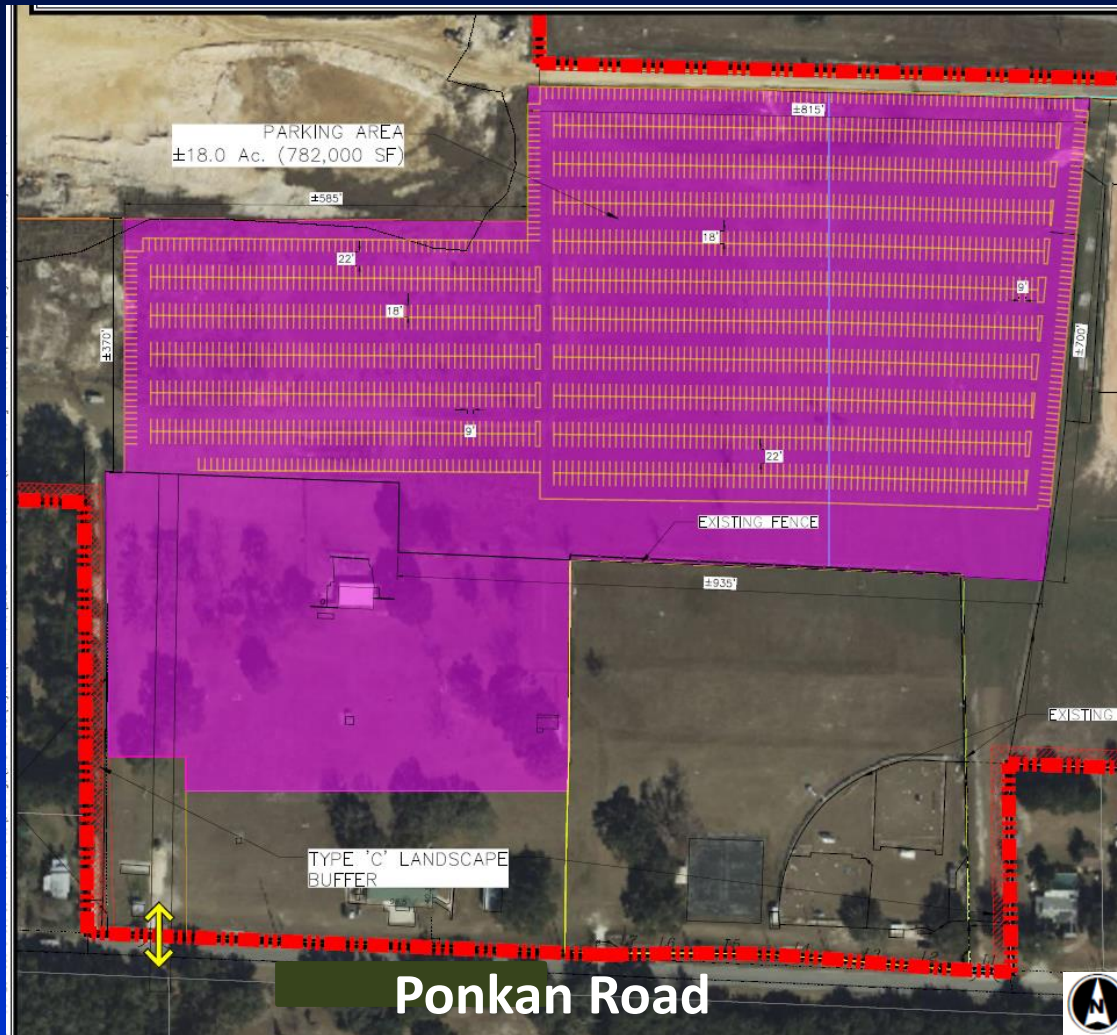 ±815'
PARKING AREA
±18.0 Ac. (782,000 SF)
±585'
18'
22'
9'
18'
±370'
±700'
9'
22'
EXISTING FENCE
±935'
EXISTING
TYPE 'C' LANDSCAPE
BUFFER
Ponkan Road
N